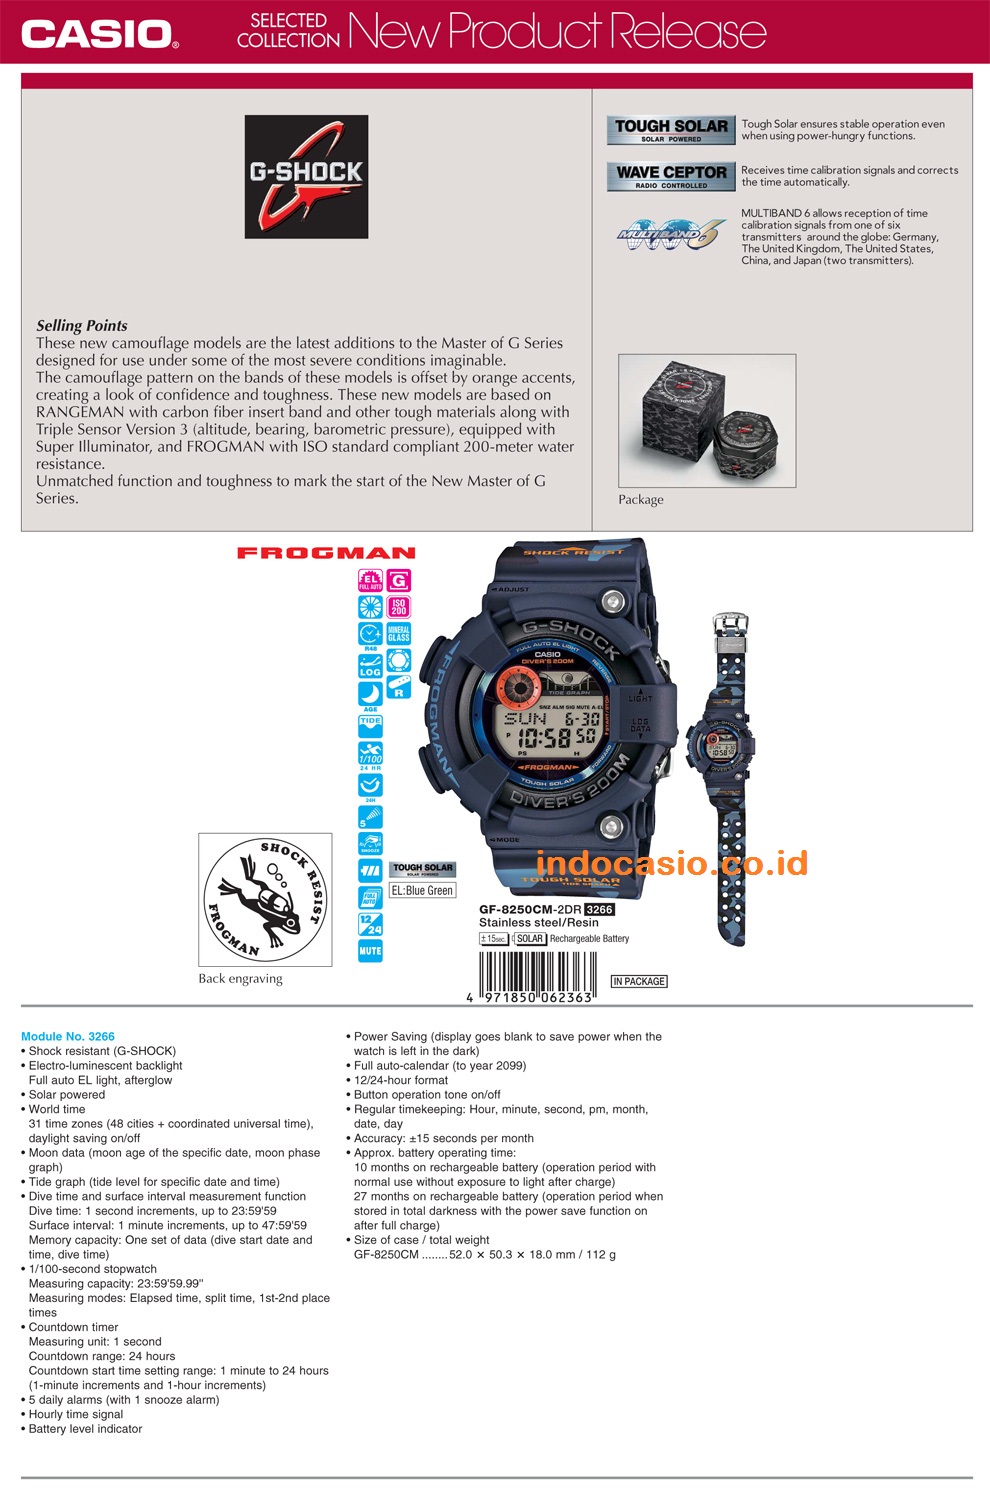 CASIO®
SELECTED
COLLECTION New Product Release
G-SHOCK
Selling Points
These new camouflage models are the latest additions to the Master of G Series
designed for use under some of the most severe conditions imaginable.
The camouflage pattern on the bands of these models is offset by orange accents,
creating a look of confidence and toughness. These new models are based on
RANGEMAN with carbon fiber insert band and other tough materials along with
Triple Sensor Version 3 (altitude, bearing, barometric pressure), equipped with
Super Illuminator, and FROGMAN with ISO standard compliant 200-meter water
resistance.
Unmatched function and toughness to mark the start of the New Master of G
Series.
TOUGH SOLAR
SOLAR POWERED
Tough Solar ensures stable operation even
when using power-hungry functions.
WAVE CEPTOR
RADIO CONTROLLED
Receives time calibration signals and corrects
the time automatically.
MULTIBAND 6
MULTIBAND 6 allows reception of time
calibration signals from one of six
transmitters around the globe: Germany,
The United Kingdom, The United States,
China, and Japan (two transmitters).
Package
FROGMAN
EL
FULL AUTO
G
ISO
200
R48
MINERAL
GLASS
LOG
AGE
R
TIDE
1/100
24 HR
24H
5
SNOOZE
FULL
AUTO
12/24
MUTE
TOUGH SOLAR
SOLAR POWERED
EL:Blue Green
SHOCK RESIST
ADJUST
G-SHOCK
FULL AUTO EL LIGHT
REVERSE
CASIO
DIVER'S 200M
TIDE GRAPH
SNZ ALM SIG MUTE A-EL
SUN 6-30
P 10:58 50
PS H
FROGMAN
TOUGH SOLAR
FORWARD
LIGHT
LOG
DATA
FROGMAN
DIVER'S 200M
MODE
TOUGH SOLAR
indocasio.co.id
SHOCK RESIST
FROGMAN
Back engraving
GF-8250CM-2DR 3266
Stainless steel/Resin
±15sec. SOLAR Rechargeable Battery
4 971850 062363
IN PACKAGE
Module No. 3266
• Shock resistant (G-SHOCK)
• Electro-luminescent backlight
Full auto EL light, afterglow
• Solar powered
• World time
31 time zones (48 cities + coordinated universal time),
daylight saving on/off
• Moon data (moon age of the specific date, moon phase
graph)
• Tide graph (tide level for specific date and time)
• Dive time and surface interval measurement function
Dive time: 1 second increments, up to 23:59'59
Surface interval: 1 minute increments, up to 47:59'59
Memory capacity: One set of data (dive start date and
time, dive time)
• 1/100-second stopwatch
Measuring capacity: 23:59'59.99"
Measuring modes: Elapsed time, split time, 1st-2nd place
times
• Countdown timer
Measuring unit: 1 second
Countdown range: 24 hours
Countdown start time setting range: 1 minute to 24 hours
(1-minute increments and 1-hour increments)
• 5 daily alarms (with 1 snooze alarm)
• Hourly time signal
• Battery level indicator
• Power Saving (display goes blank to save power when the
watch is left in the dark)
• Full auto-calendar (to year 2099)
• 12/24-hour format
• Button operation tone on/off
• Regular timekeeping: Hour, minute, second, pm, month,
date, day
• Accuracy: ±15 seconds per month
• Approx. battery operating time:
10 months on rechargeable battery (operation period with
normal use without exposure to light after charge)
27 months on rechargeable battery (operation period when
stored in total darkness with the power save function on
after full charge)
• Size of case / total weight
GF-8250CM ........ 52.0 × 50.3 × 18.0 mm / 112 g